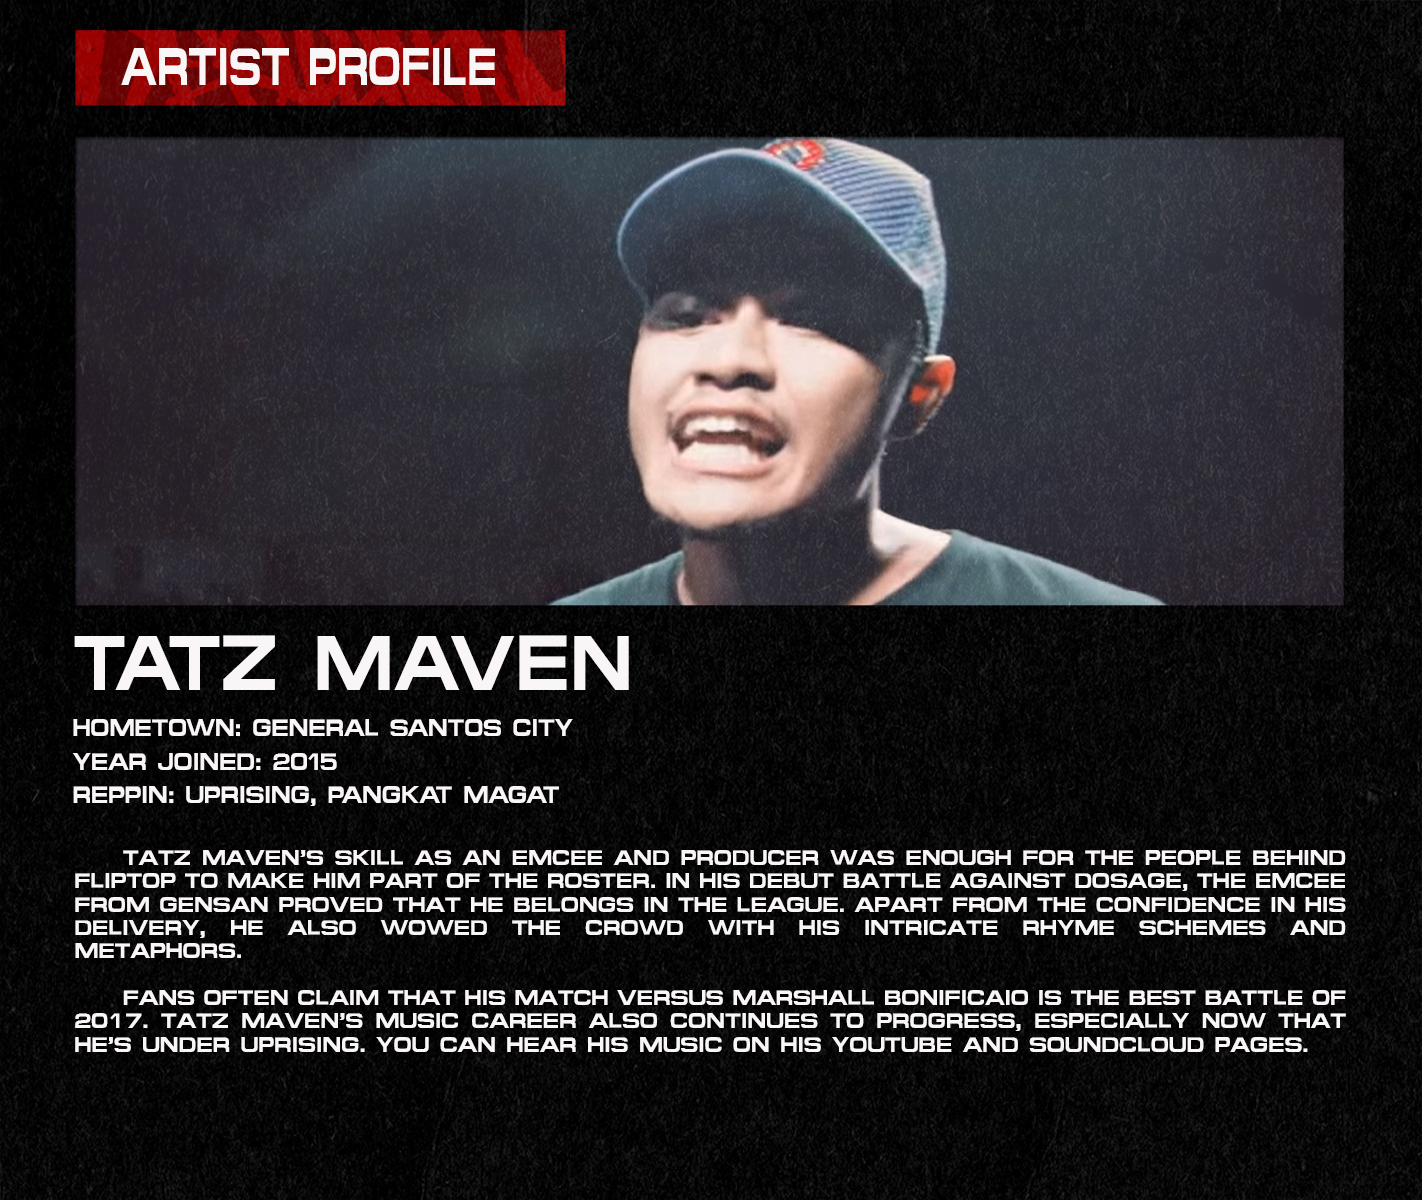 ARTIST PROFILE
TATZ MAVEN
HOMETOWN: GENERAL SANTOS CITY
YEAR JOINED: 2015
REPPIN: UPRISING, PANGKAT MAGAT
TATZ MAVEN'S SKILL AS AN EMCEE AND PRODUCER WAS ENOUGH FOR THE PEOPLE BEHIND
FLIPTOP TO MAKE HIM PART OF THE ROSTER. IN HIS DEBUT BATTLE AGAINST DOSAGE, THE EMCEE
FROM GENSAN PROVED THAT HE BELONGS IN THE LEAGUE. APART FROM THE CONFIDENCE IN HIS
DELIVERY, HE ALSO WOWED THE CROWD WITH HIS INTRICATE RHYME SCHEMES AND
METAPHORS.
FANS OFTEN CLAIM THAT HIS MATCH VERSUS MARSHALL BONIFICAIO IS THE BEST BATTLE OF
2017. TATZ MAVEN'S MUSIC CAREER ALSO CONTINUES TO PROGRESS, ESPECIALLY NOW THAT
HE'S UNDER UPRISING. YOU CAN HEAR HIS MUSIC ON HIS YOUTUBE AND SOUNDCLOUD PAGES.